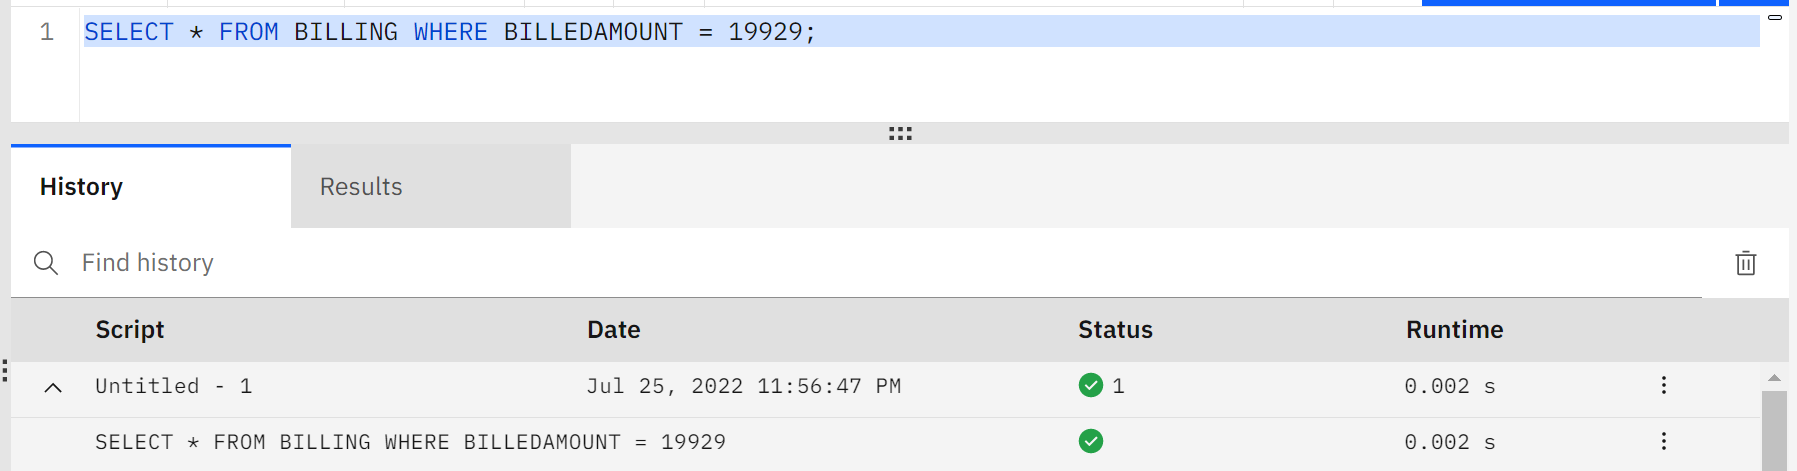 1 SELECT * FROM BILLING WHERE BILLEDAMOUNT = 19929;
History Results
Find history
Script Date Status Runtime
Untitled - 1 Jul 25, 2022 11:56:47 PM 1 0.002 s
SELECT * FROM BILLING WHERE BILLEDAMOUNT = 19929 0.002 s